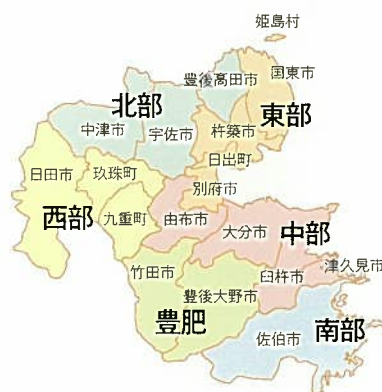 姫島村
豊後高田市
国東市
北部
東部
中津市
宇佐市
杵築市
日出町
日田市
玖珠町
別府市
西部
九重町
由布市
大分市
中部
竹田市
臼杵市
津久見市
豊後大野市
豊肥
佐伯市
南部